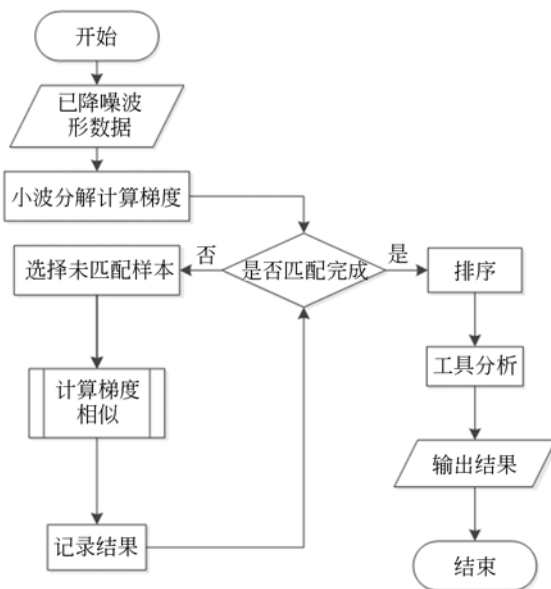 开始
已降噪波
形数据
小波分解计算梯度
是否匹配完成
否
是
选择未匹配样本
计算梯度
相似
记录结果
排序
工具分析
输出结果
结束